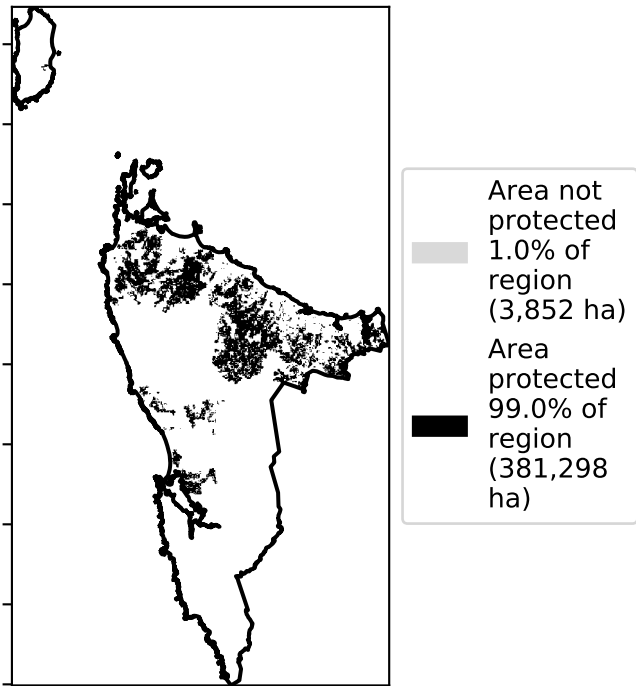 Area not
protected
1.0% of
region
(3,852 ha)
Area
protected
99.0% of
region
(381,298
ha)